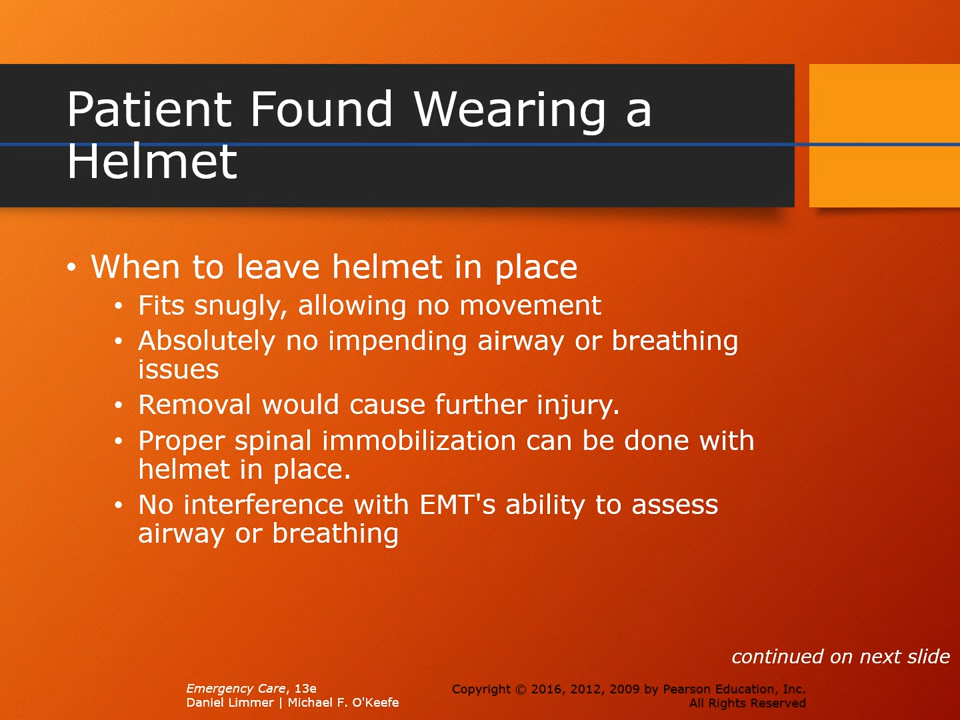 Patient Found Wearing a
Helmet
• When to leave helmet in place
• Fits snugly, allowing no movement
• Absolutely no impending airway or breathing
issues
• Removal would cause further injury.
• Proper spinal immobilization can be done with
helmet in place.
• No interference with EMT's ability to assess
airway or breathing
continued on next slide
Emergency Care, 13e
Daniel Limmer | Michael F. O'Keefe
Copyright © 2016, 2012, 2009 by Pearson Education, Inc.
All Rights Reserved